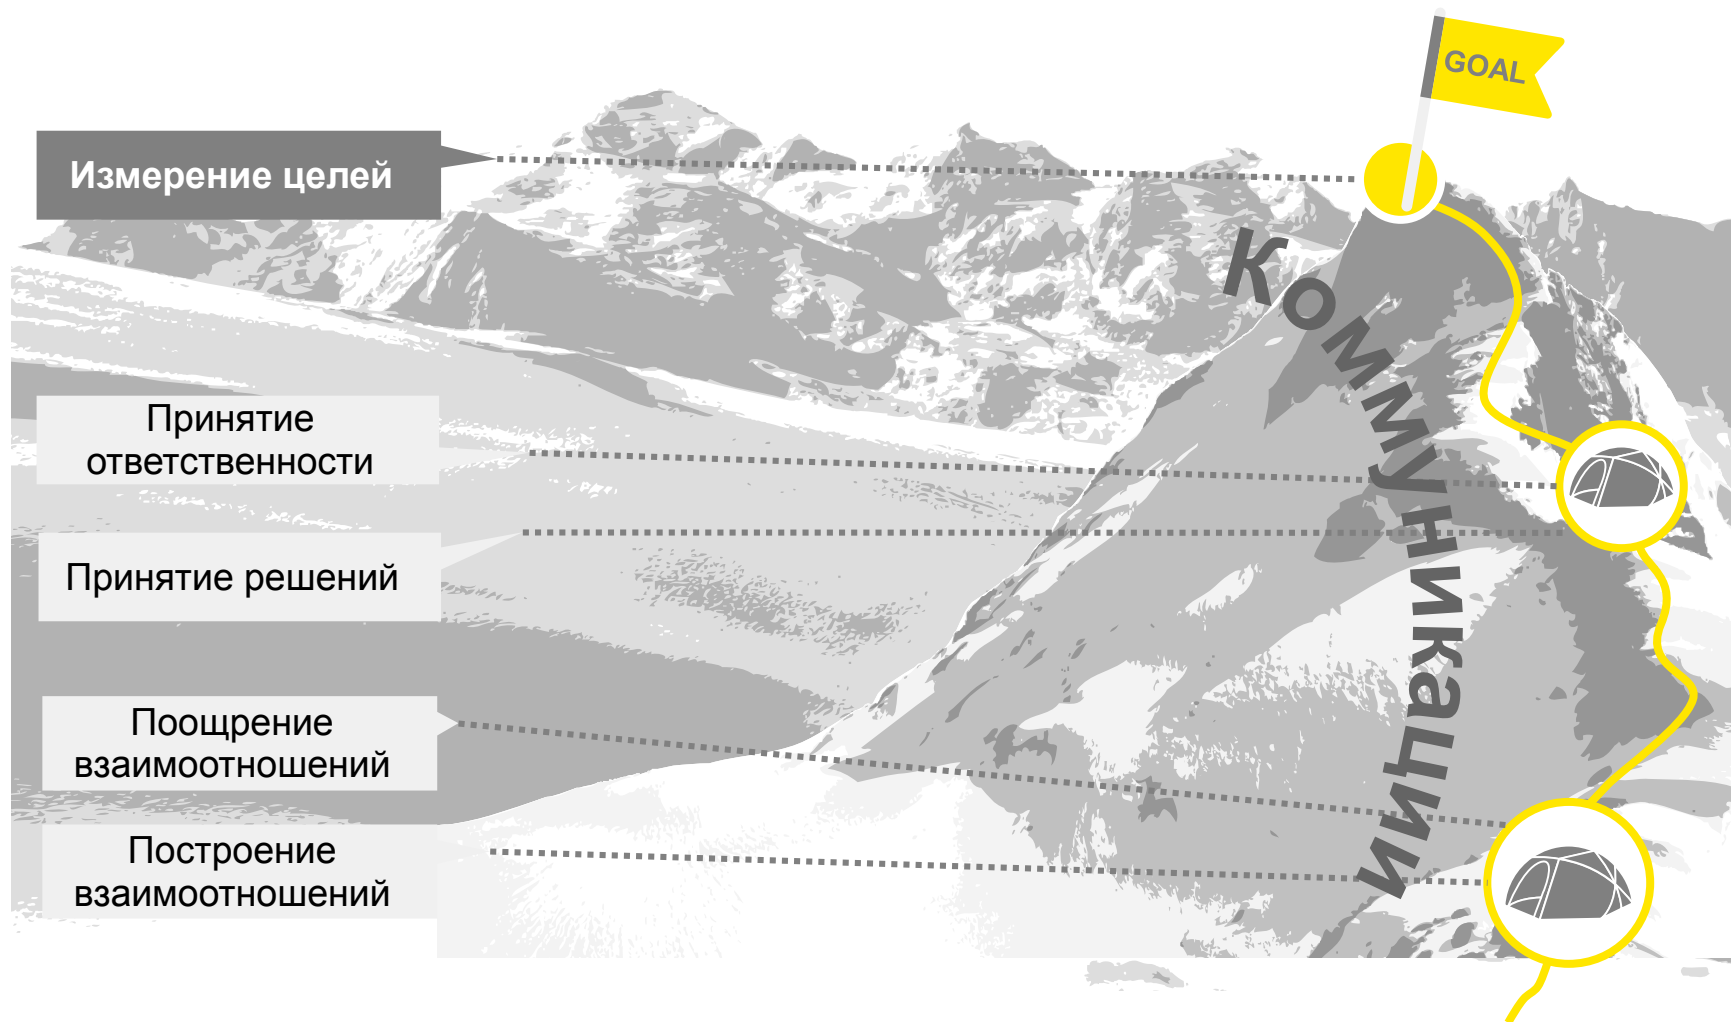 GOAL
Измерение целей
Коммуникации
Принятие
ответственности
Принятие решений
Поощрение
взаимоотношений
Построение
взаимоотношений